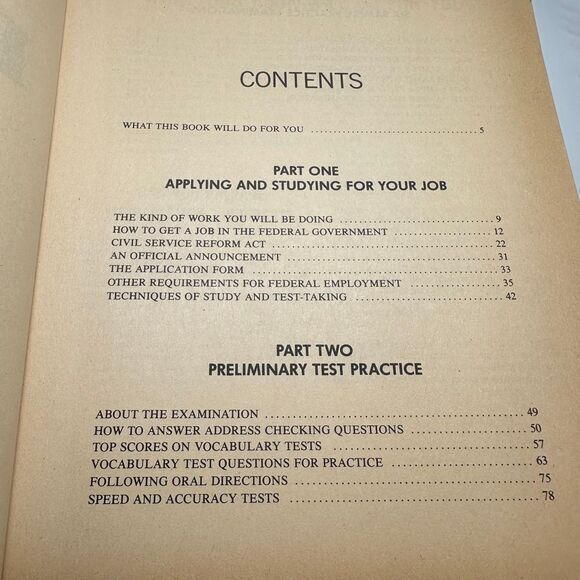 CONTENTS
WHAT THIS BOOK WILL DO FOR YOU ........................................ 5
PART ONE
APPLYING AND STUDYING FOR YOUR JOB
THE KIND OF WORK YOU WILL BE DOING ........................................ 9
HOW TO GET A JOB IN THE FEDERAL GOVERNMENT ........................... 12
CIVIL SERVICE REFORM ACT ........................................ 22
AN OFFICIAL ANNOUNCEMENT ........................................ 31
THE APPLICATION FORM ........................................ 33
OTHER REQUIREMENTS FOR FEDERAL EMPLOYMENT ........................... 35
TECHNIQUES OF STUDY AND TEST-TAKING ........................................ 42
PART TWO
PRELIMINARY TEST PRACTICE
ABOUT THE EXAMINATION ........................................ 49
HOW TO ANSWER ADDRESS CHECKING QUESTIONS ........................... 50
TOP SCORES ON VOCABULARY TESTS ........................................ 57
VOCABULARY TEST QUESTIONS FOR PRACTICE ........................... 63
FOLLOWING ORAL DIRECTIONS ........................................ 75
SPEED AND ACCURACY TESTS ........................................ 78